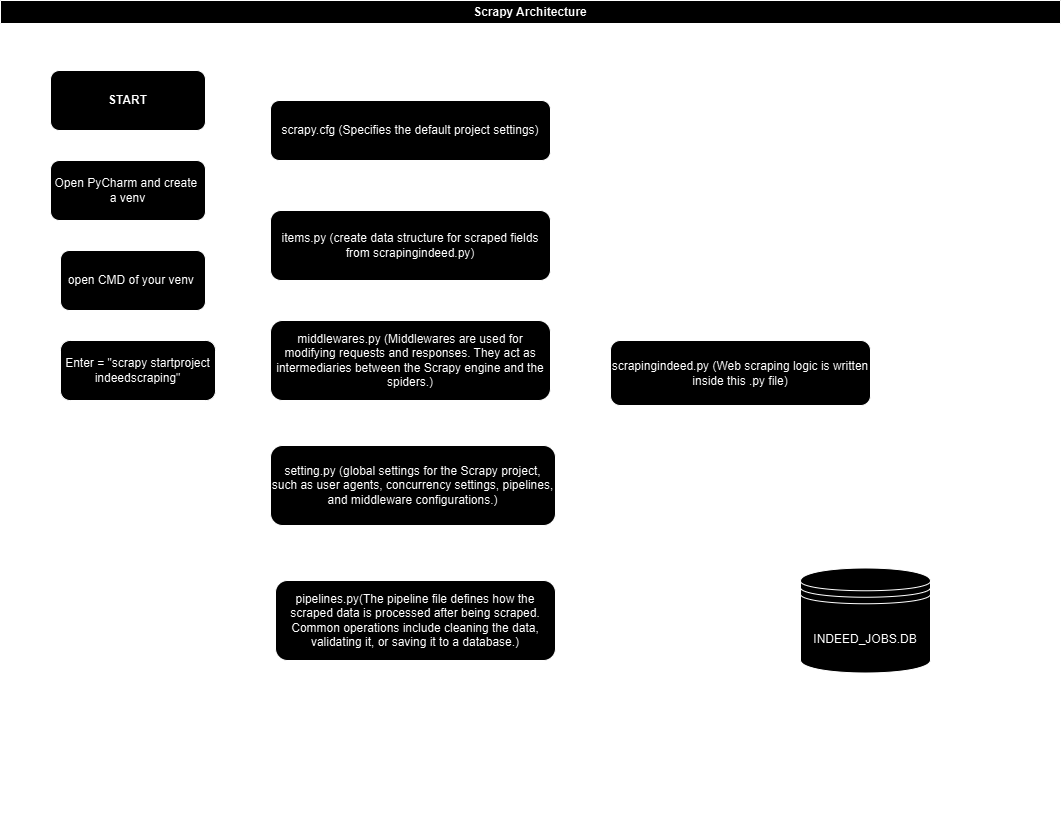 Scrapy Architecture
START
Open PyCharm and create
a venv
open CMD of your venv
Enter = "scrapy startproject
indeedscraping"
scrapy.cfg (Specifies the default project settings)
items.py (create data structure for scraped fields
from scrapingindeed.py)
middlewares.py (Middlewares are used for
modifying requests and responses. They act as
intermediaries between the Scrapy engine and the
spiders.)
setting.py (global settings for the Scrapy project,
such as user agents, concurrency settings, pipelines,
and middleware configurations.)
pipelines.py(The pipeline file defines how the
scraped data is processed after being scraped.
Common operations include cleaning the data,
validating it, or saving it to a database.)
scrapingindeed.py (Web scraping logic is written
inside this .py file)
INDEED_JOBS.DB